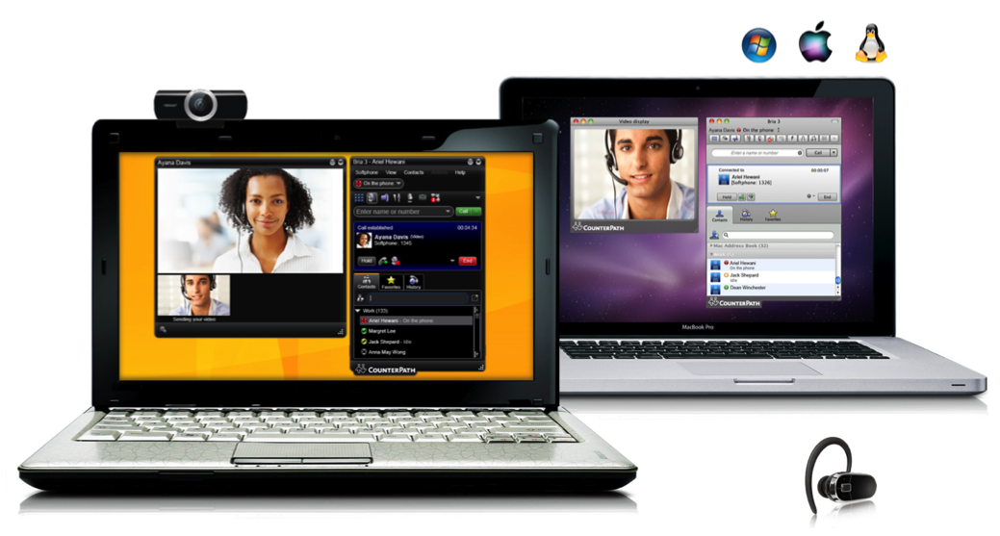 Ayana Davis
Sending your video
Bria 3 - Ariel Hewani
Softphone View Contacts Help
On the phone
Enter name or number
Call
Call established 00:24:34
Ayana Davis (Video)
Softphone : 1345
Hold End
Contacts Favorites History
Work (133)
Ariel Hewani - On the phone
Margret Lee
Jack Shepard - Idle
Anna May Wong
COUNTERPATH
Video display
COUNTERPATH
Bria 3
Ayana Davis On the phone
Enter a name or number
Call
Connected to 00:00:07
Ariel Hewani
[Softphone: 1326]
Hold End
Contacts History Favorites
Mac Address Book (32)
Ariel Hewani
On the phone
Jack Shepard
Idle
Dean Winchester
COUNTERPATH
MacBook Pro